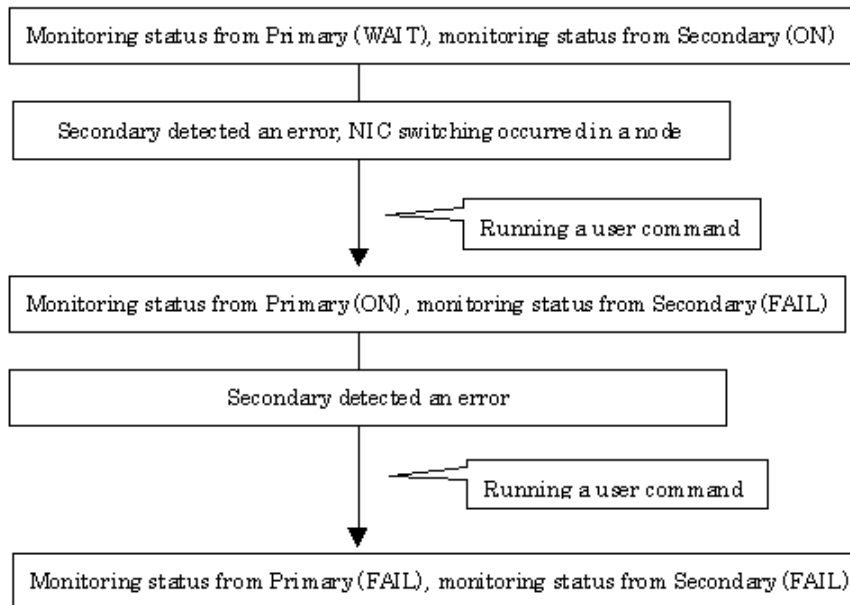 Monitoring status from Primary (WAIT), monitoring status from Secondary (ON)
Secondary detected an error, NIC switching occurred in a node
Running a user command
Monitoring status from Primary (ON), monitoring status from Secondary (FAIL)
Secondary detected an error
Running a user command
Monitoring status from Primary (FAIL), monitoring status from Secondary (FAIL)